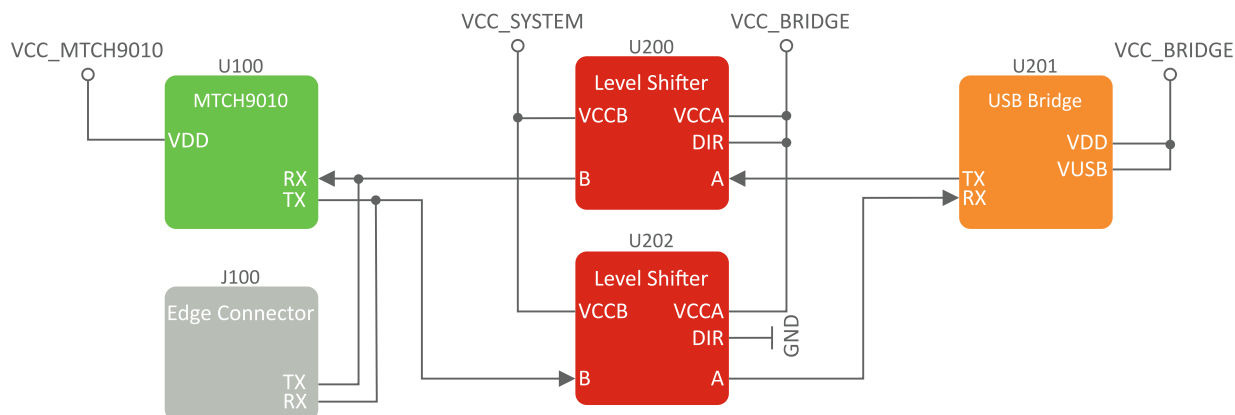 VCC_SYSTEM
VCC_BRIDGE
VCC_MTCH9010
U100
MTCH9010
VDD
RX
TX
J100
Edge Connector
TX
RX
U200
Level Shifter
VCCB
VCCA
DIR
B
A
U202
Level Shifter
VCCB
VCCA
DIR
GND
B
A
VCC_BRIDGE
U201
USB Bridge
VDD
VUSB
TX
RX